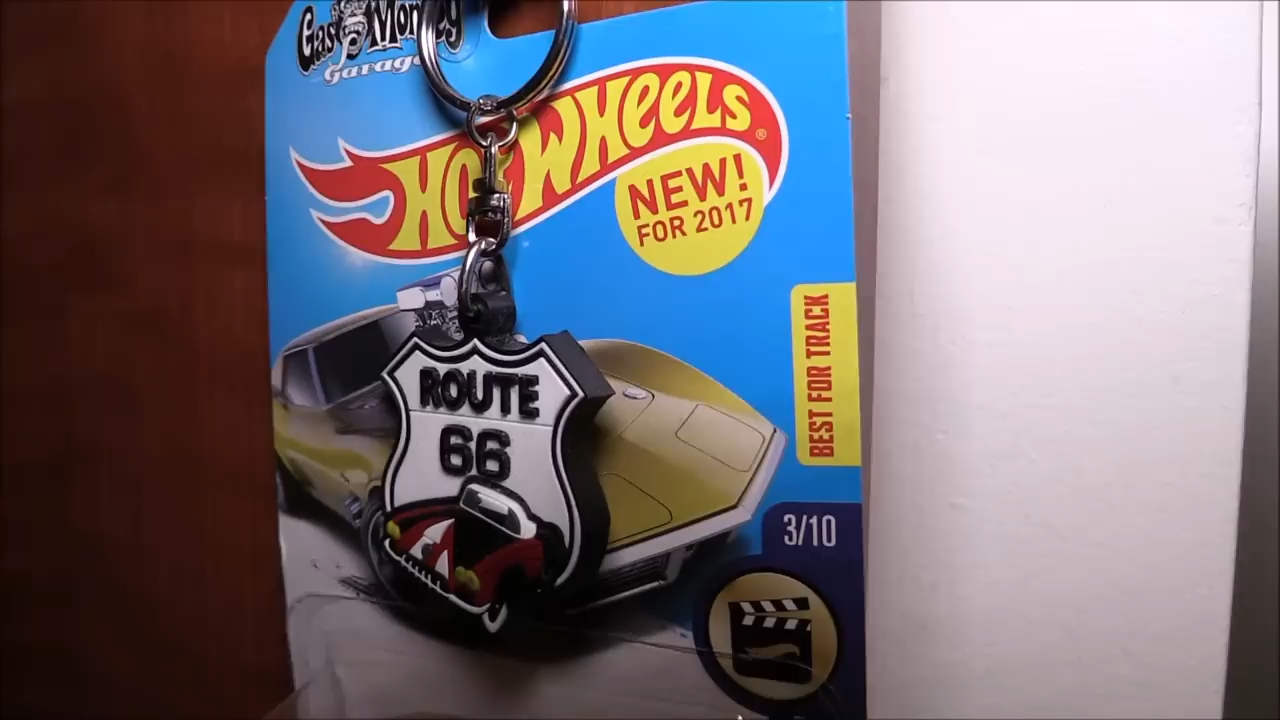 Gas Monkey
Garage
HOT WHEELS®
NEW!
FOR 2017
BEST FOR TRACK
ROUTE
66
3/10